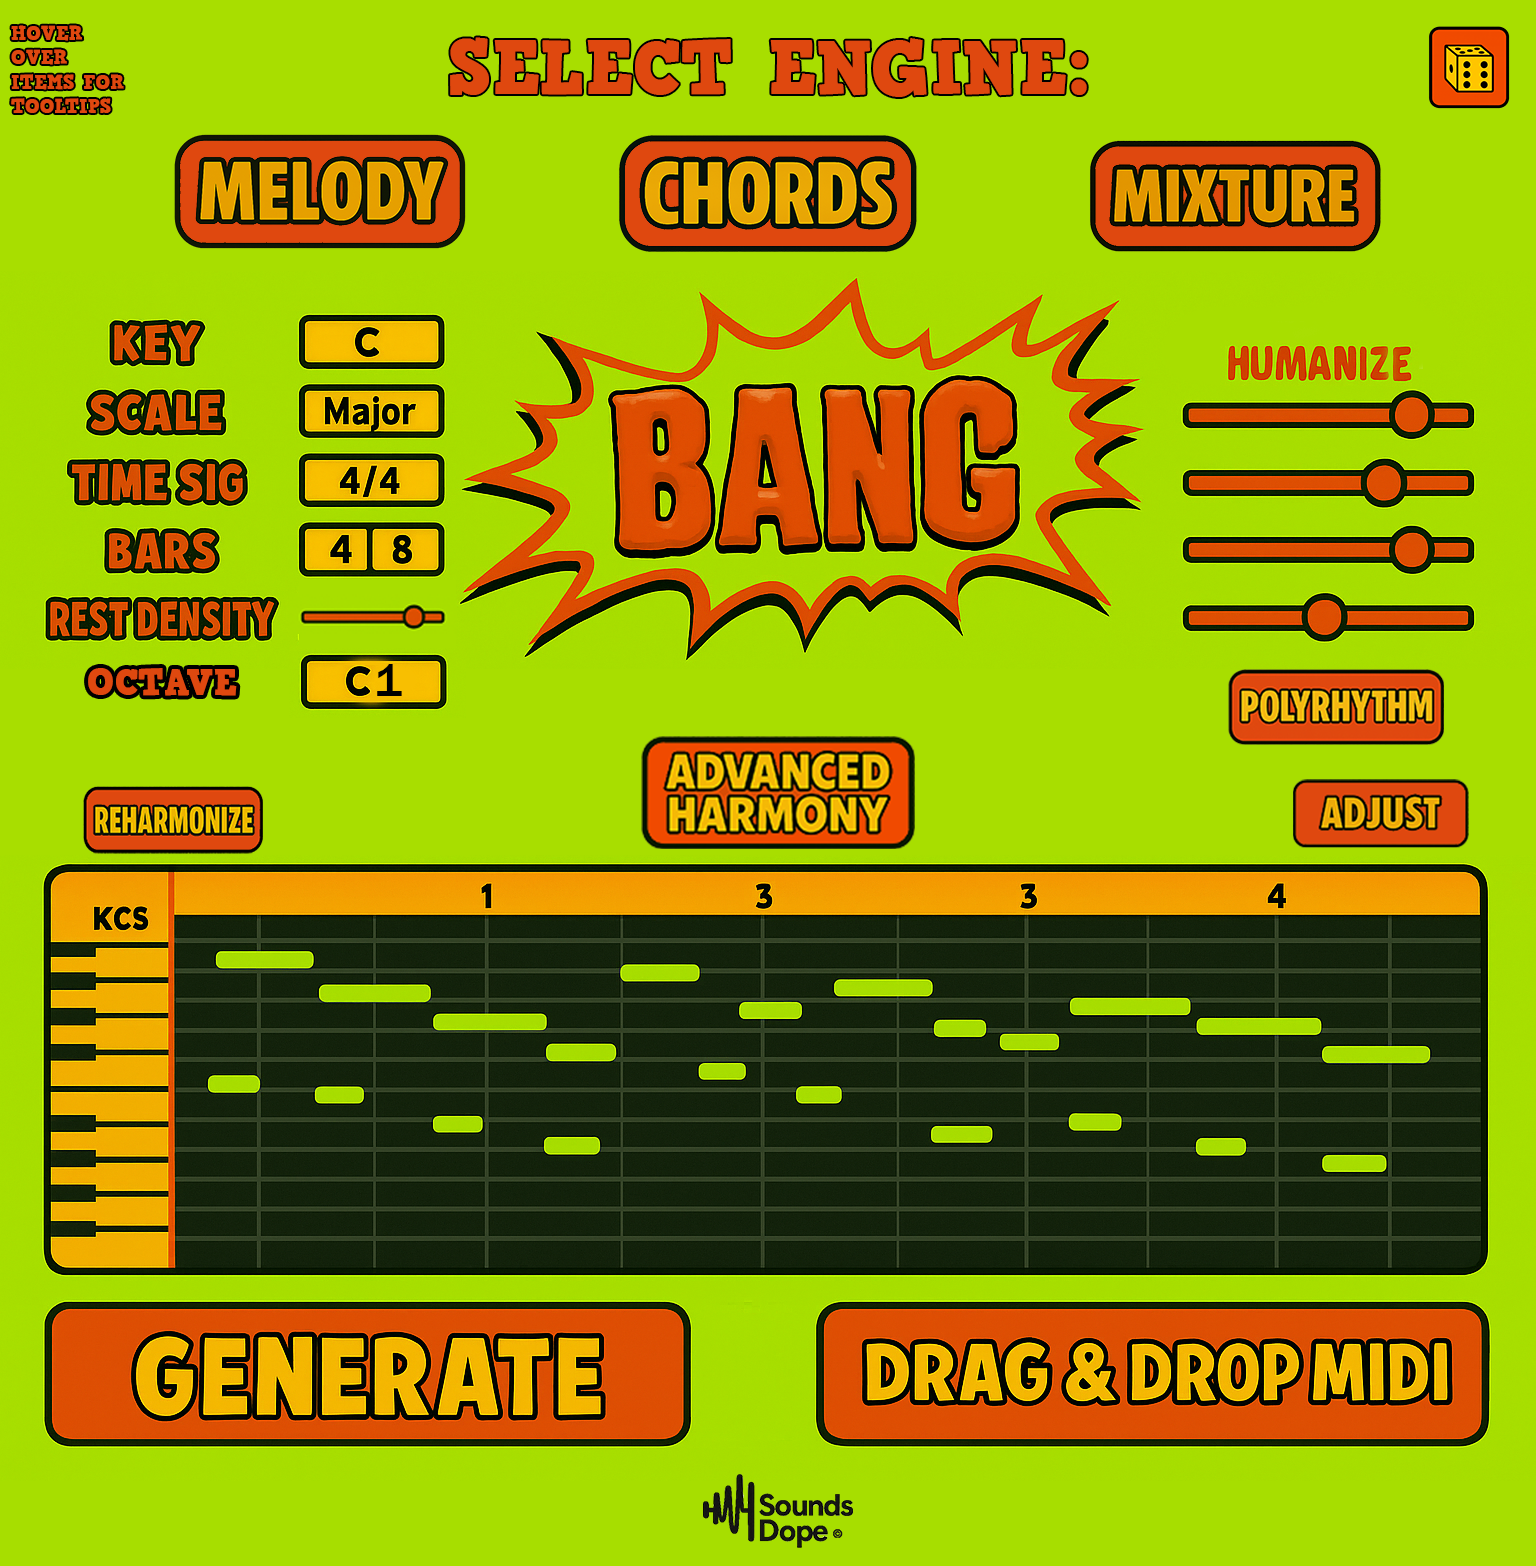 HOVER
OVER
ITEMS FOR
TOOLTIPS
SELECT ENGINE:
MELODY
CHORDS
MIXTURE
KEY
C
SCALE
Major
TIME SIG
4/4
BARS
4 8
REST DENSITY
OCTAVE
C1
BANG
HUMANIZE
POLYRHYTHM
REHARMONIZE
ADVANCED
HARMONY
ADJUST
KCS
1 3 3 4
GENERATE
DRAG & DROP MIDI
Sounds
Dope ©